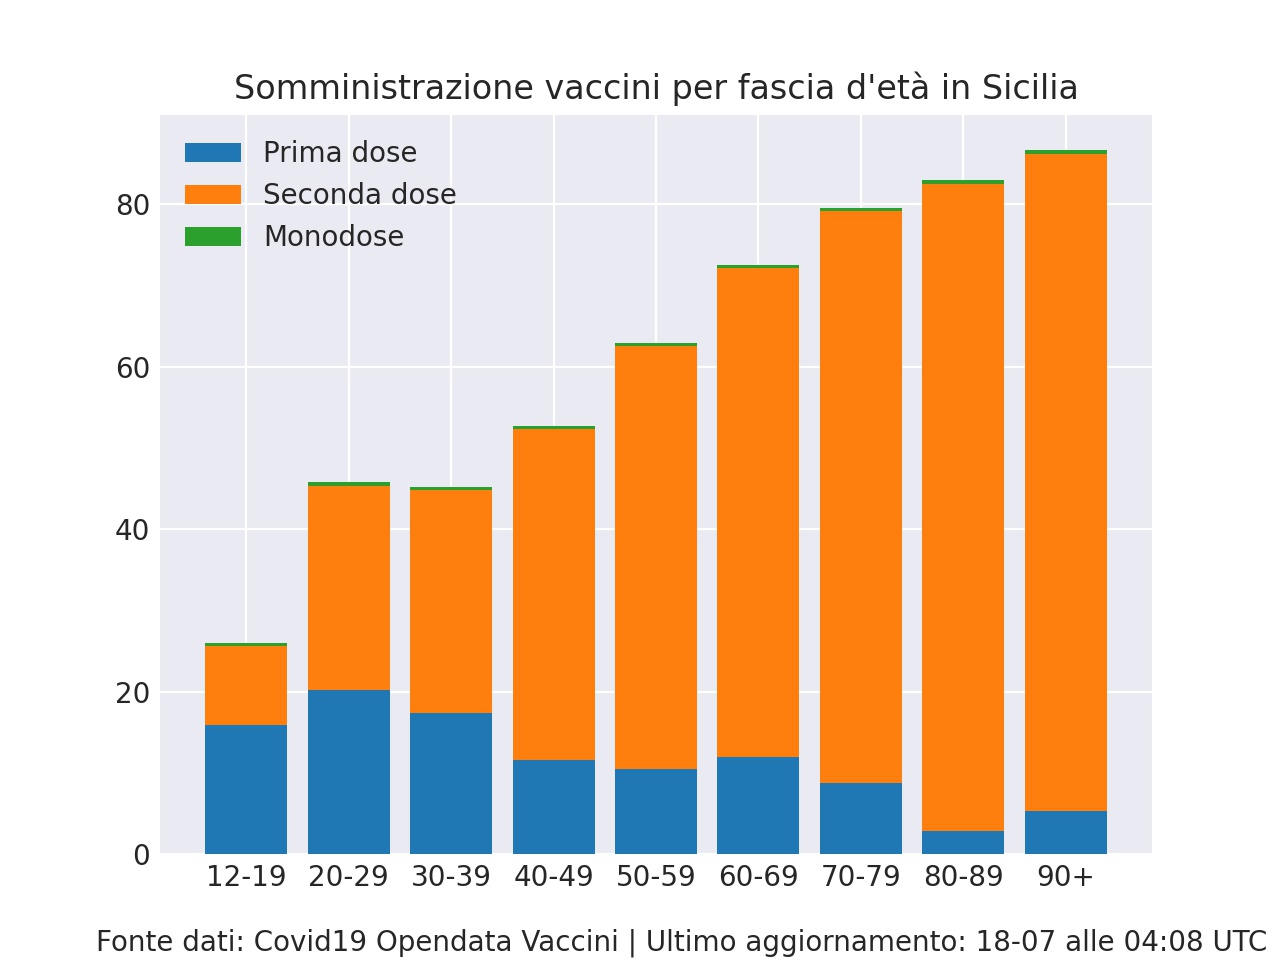 Somministrazione vaccini per fascia d'età in Sicilia
Prima dose
Seconda dose
Monodose
80
60
40
20
0
12-19 20-29 30-39 40-49 50-59 60-69 70-79 80-89 90+
Fonte dati: Covid19 Opendata Vaccini | Ultimo aggiornamento: 18-07 alle 04:08 UTC